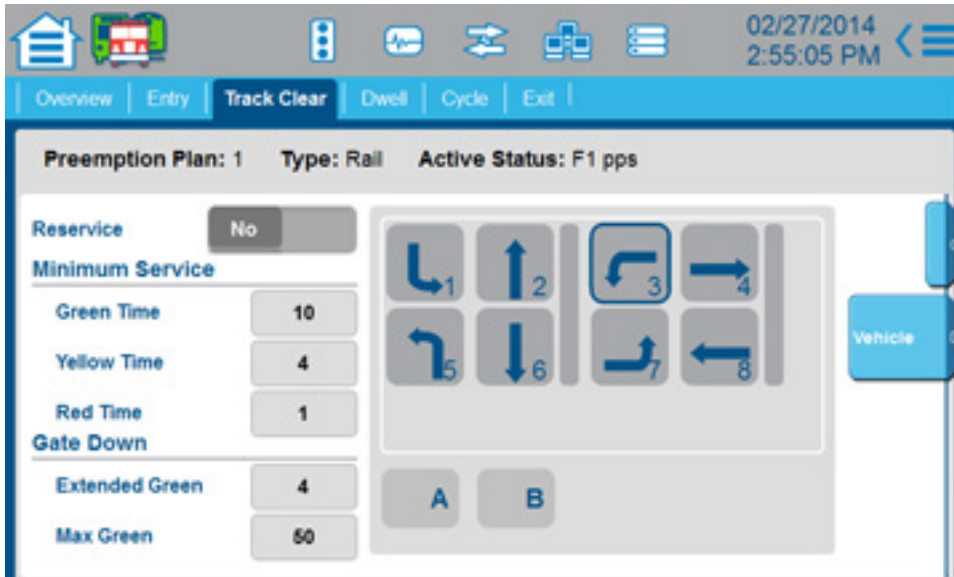 02/27/2014
2:55:05 PM
Overview Entry Track Clear Dwell Cycle Exit
Preemption Plan: 1 Type: Rail Active Status: F1 pps
Reservice No
Minimum Service
Green Time 10
Yellow Time 4
Red Time 1
Gate Down
Extended Green 4
Max Green 50
1 2 3 4
5 6 7 8
A B
Vehicle